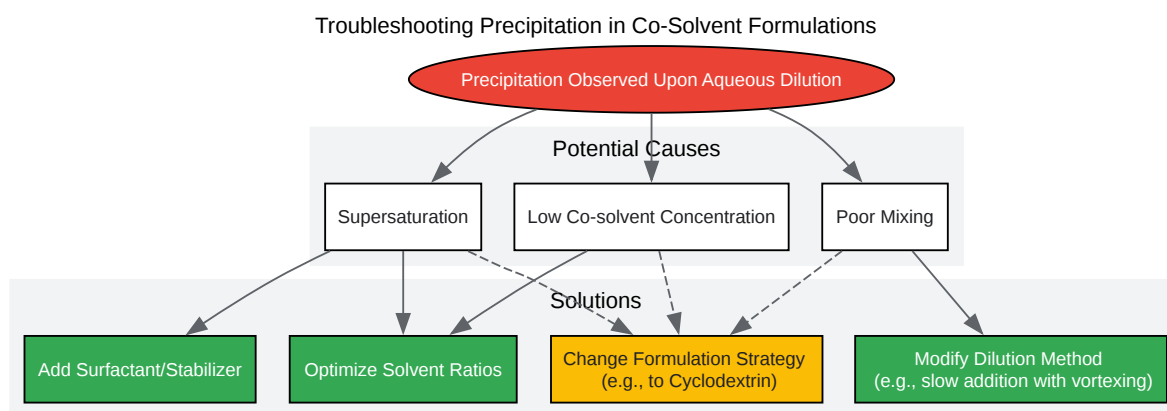 Troubleshooting Precipitation in Co-Solvent Formulations
Precipitation Observed Upon Aqueous Dilution
Potential Causes
Supersaturation
Low Co-solvent Concentration
Poor Mixing
Solutions
Add Surfactant/Stabilizer
Optimize Solvent Ratios
Change Formulation Strategy
(e.g., to Cyclodextrin)
Modify Dilution Method
(e.g., slow addition with vortexing)